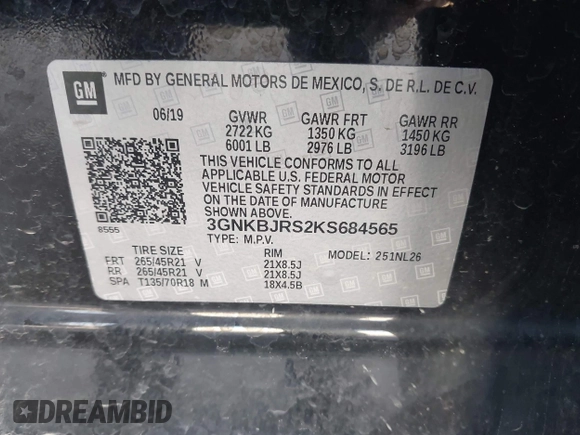 GM
MFD BY GENERAL MOTORS DE MEXICO, S. DE R.L. DE C.V.
06/19 GVWR GAWR FRT GAWR RR
2722 KG 1350 KG 1450 KG
6001 LB 2976 LB 3196 LB
THIS VEHICLE CONFORMS TO ALL
APPLICABLE U.S. FEDERAL MOTOR
VEHICLE SAFETY STANDARDS IN EFFECT
ON THE DATE OF MANUFACTURE
SHOWN ABOVE.
8555 3GNKBJRS2KS684565
TYPE: M.P.V. MODEL: 251NL26
TIRE SIZE RIM
FRT 265/45R21 V 21X8.5J
RR 265/45R21 V 21X8.5J
SPA T135/70R18 M 18X4.5B
DREAMBID